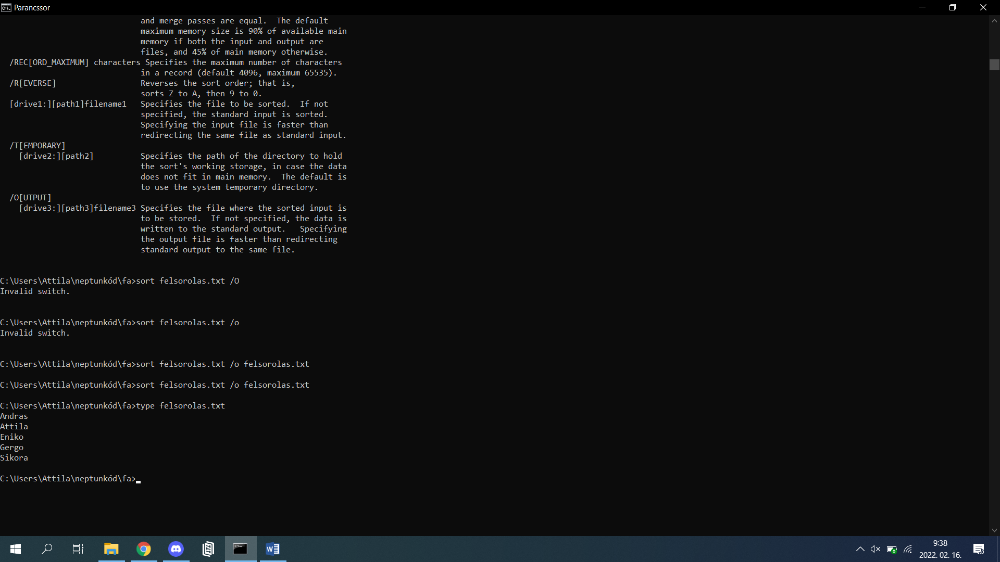 Parancssor
and merge passes are equal.  The default
maximum memory size is 90% of available main
memory if both the input and output are
files, and 45% of main memory otherwise.
/REC[ORD_MAXIMUM] characters Specifies the maximum number of characters
in a record (default 4096, maximum 65535).
/R[EVERSE]                  Reverses the sort order; that is,
sorts Z to A, then 9 to 0.
[drive1:][path1]filename1   Specifies the file to be sorted.  If not
specified, the standard input is sorted.
Specifying the input file is faster than
redirecting the same file as standard input.
/T[EMPORARY]
[drive2:][path2]          Specifies the path of the directory to hold
the sort's working storage, in case the data
does not fit in main memory.  The default is
to use the system temporary directory.
/O[UTPUT]
[drive3:][path3]filename3 Specifies the file where the sorted input is
to be stored.  If not specified, the data is
written to the standard output.   Specifying
the output file is faster than redirecting
standard output to the same file.
C:\Users\Attila\neptunkód\fa>sort felsorolas.txt /O
Invalid switch.
C:\Users\Attila\neptunkód\fa>sort felsorolas.txt /o
Invalid switch.
C:\Users\Attila\neptunkód\fa>sort felsorolas.txt /o felsorolas.txt
C:\Users\Attila\neptunkód\fa>sort felsorolas.txt /o felsorolas.txt
C:\Users\Attila\neptunkód\fa>type felsorolas.txt
Andras
Attila
Eniko
Gergo
Sikora
C:\Users\Attila\neptunkód\fa>
9:38
2022. 02. 16.